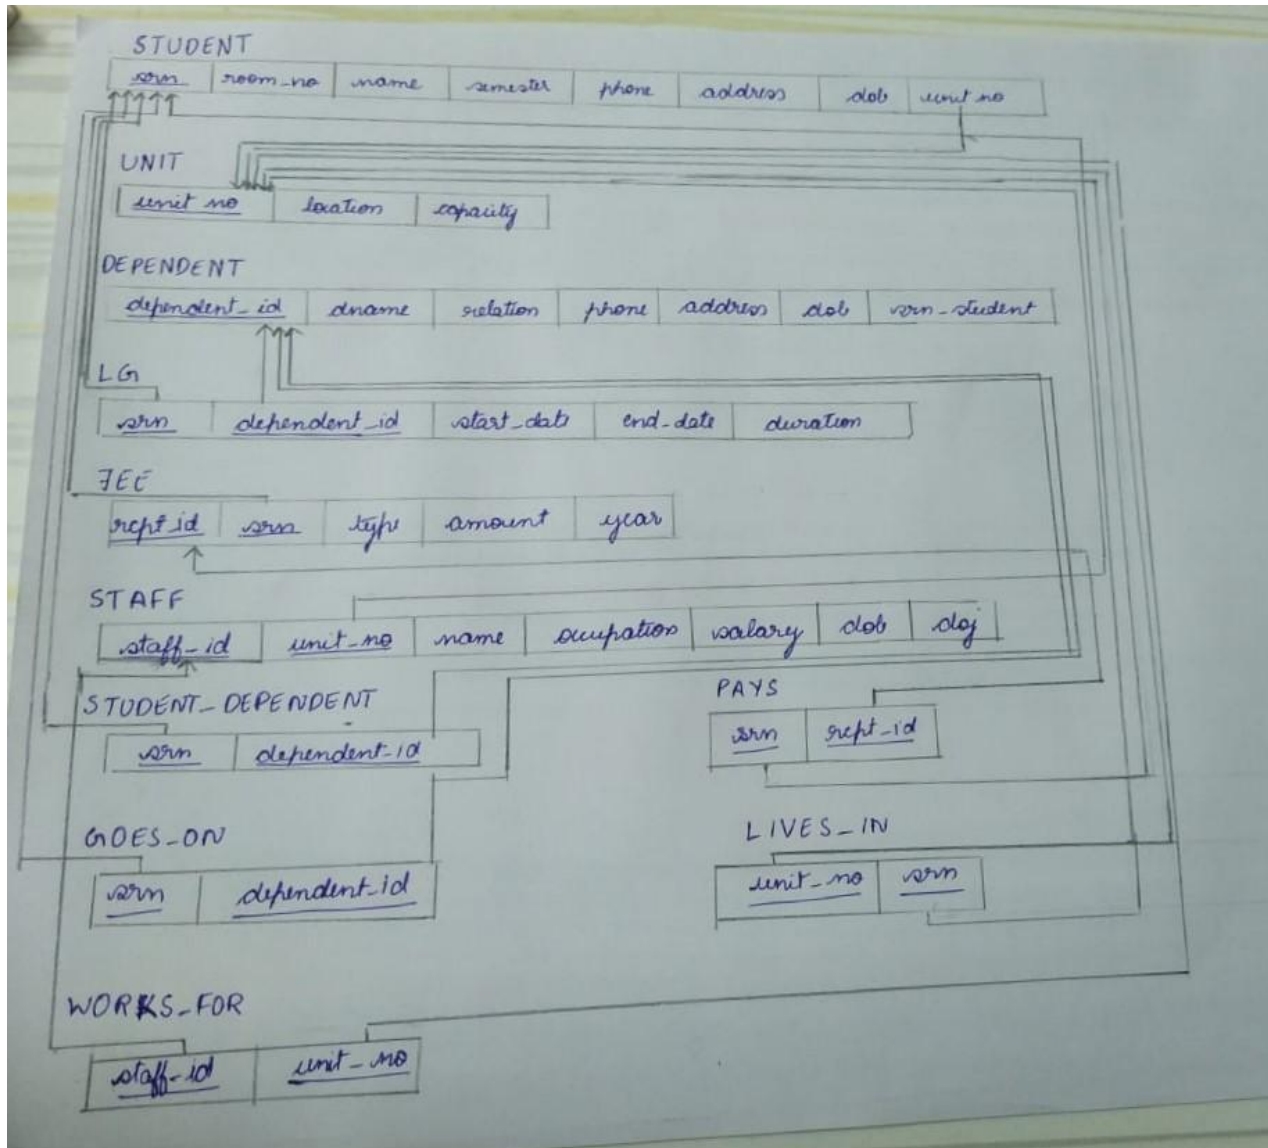 STUDENT
srn room_no name semester phone address dob unit no
UNIT
unit no location capacity
DEPENDENT
dependent_id dname relation phone address dob srn_student
LG
srn dependent_id start_date end_date duration
FEE
rcpt id srn type amount year
STAFF
staff_id unit_no name occupation salary dob doj
STUDENT_DEPENDENT
srn dependent_id
PAYS
srn rcpt_id
GOES_ON
srn dependent_id
LIVES_IN
unit_no srn
WORKS_FOR
staff_id unit_no